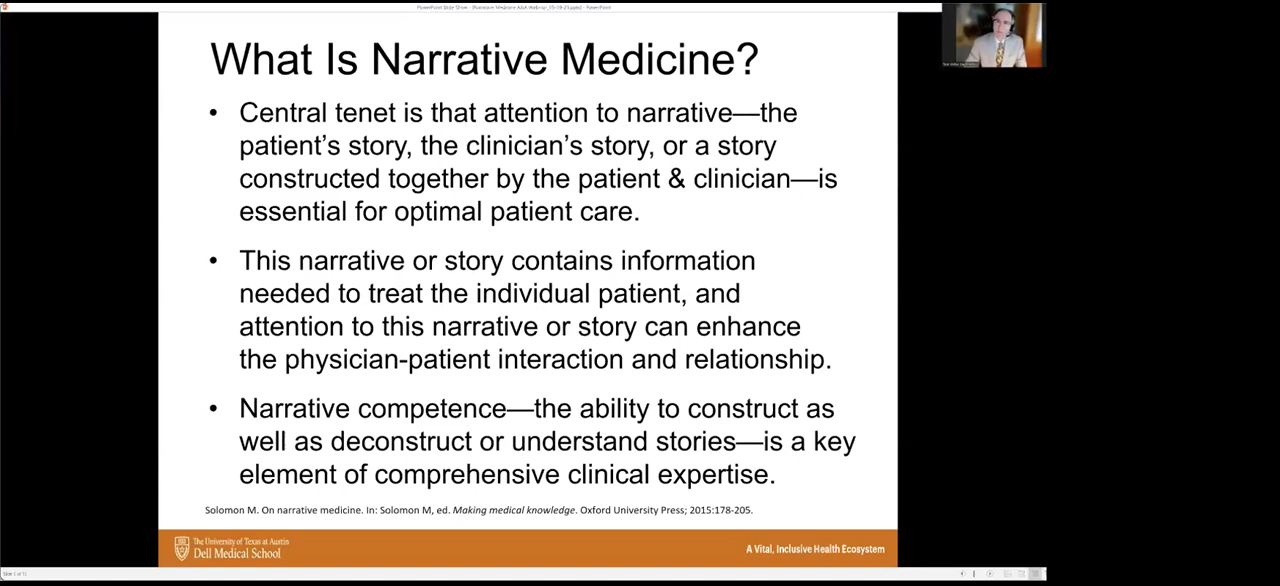 What Is Narrative Medicine?
• Central tenet is that attention to narrative—the
patient’s story, the clinician’s story, or a story
constructed together by the patient & clinician—is
essential for optimal patient care.
• This narrative or story contains information
needed to treat the individual patient, and
attention to this narrative or story can enhance
the physician-patient interaction and relationship.
• Narrative competence—the ability to construct as
well as deconstruct or understand stories—is a key
element of comprehensive clinical expertise.
Solomon M. On narrative medicine. In: Solomon M, ed. Making medical knowledge. Oxford University Press; 2015:178-205.
The University of Texas at Austin
Dell Medical School
A Vital, Inclusive Health Ecosystem